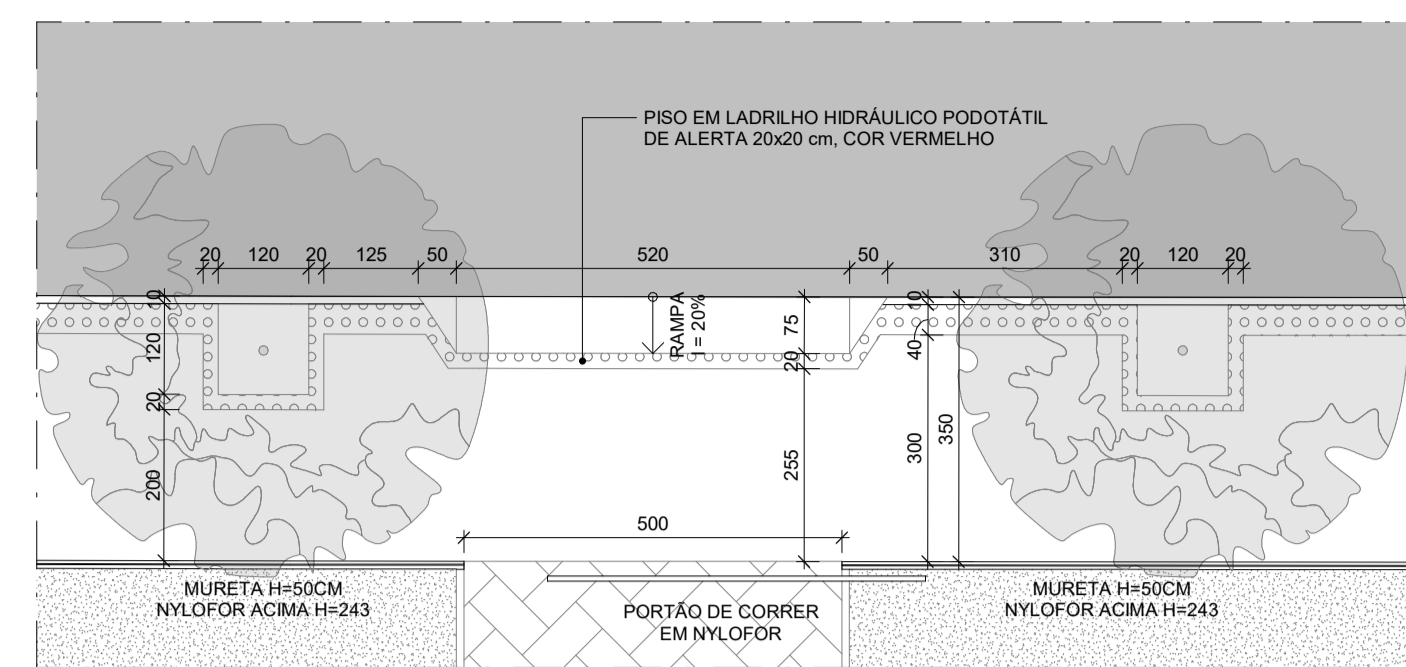 PISO EM LADRILHO HIDRÁULICO PODOTÁTIL
DE ALERTA 20x20 cm, COR VERMELHO
20 120 20 125 50 520 50 310 20 120 20
10
120
20
200
RAMPA
I = 20%
75
20
255
10
40
300
350
500
MURETA H=50CM
NYLOFOR ACIMA H=243
PORTÃO DE CORRER
EM NYLOFOR
MURETA H=50CM
NYLOFOR ACIMA H=243